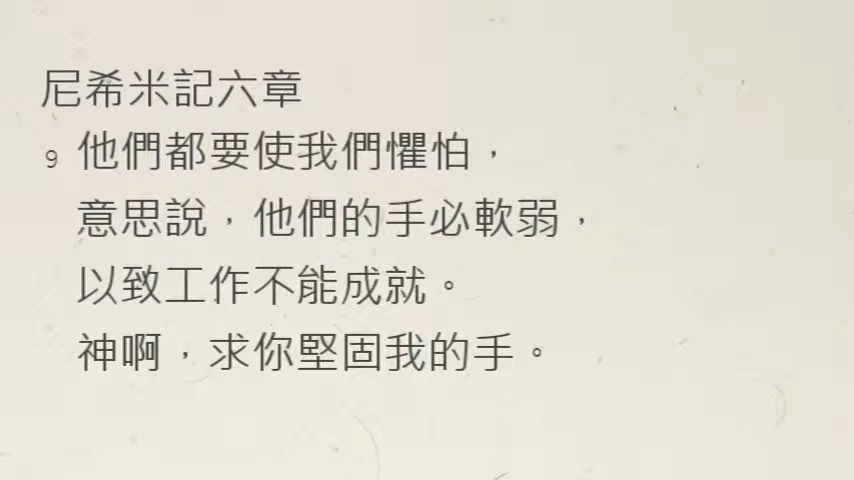 尼希米記六章
9 他們都要使我們懼怕，
意思說，他們的手必軟弱，
以致工作不能成就。
神啊，求你堅固我的手。